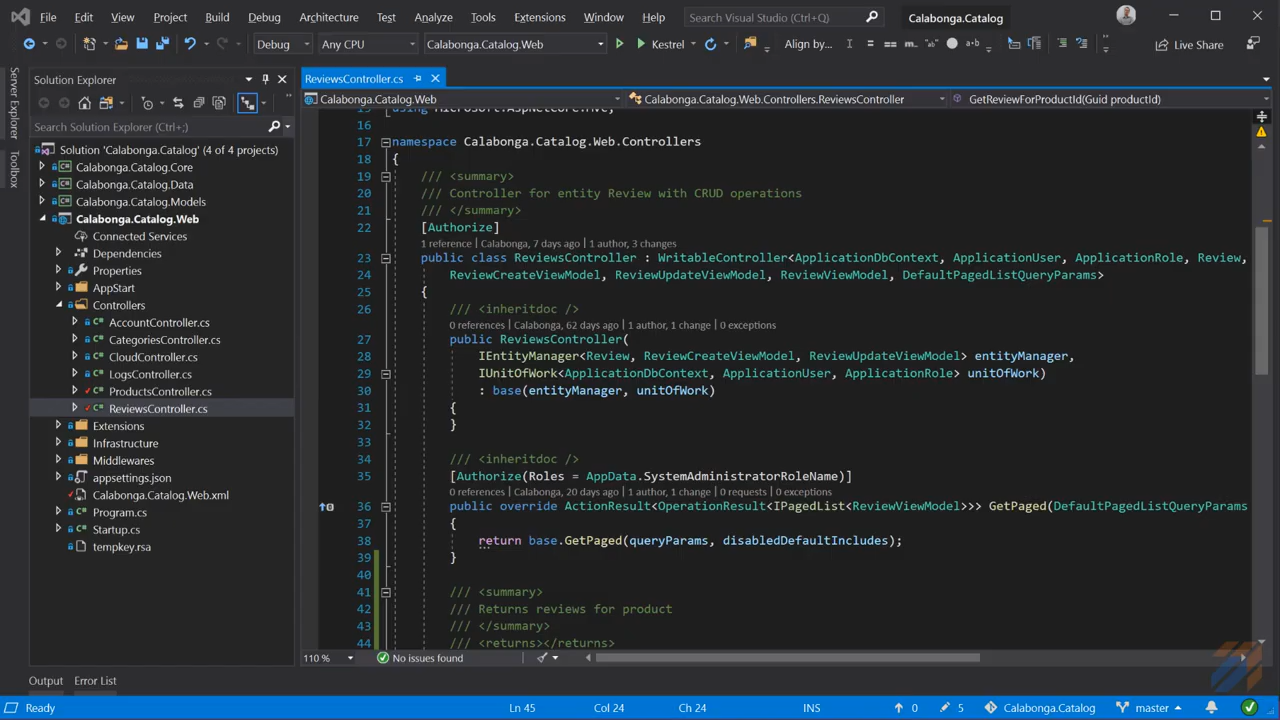 File Edit View Project Build Debug Architecture Test Analyze Tools Extensions Window Help Search Visual Studio (Ctrl+Q) Calabonga.Catalog
Debug Any CPU Calabonga.Catalog.Web Kestrel Align by... Live Share
Server Explorer
Toolbox
Solution Explorer
Search Solution Explorer (Ctrl+;)
Solution 'Calabonga.Catalog' (4 of 4 projects)
Calabonga.Catalog.Core
Calabonga.Catalog.Data
Calabonga.Catalog.Models
Calabonga.Catalog.Web
Connected Services
Dependencies
Properties
AppStart
Controllers
AccountController.cs
CategoriesController.cs
CloudController.cs
LogsController.cs
ProductsController.cs
ReviewsController.cs
Extensions
Infrastructure
Middlewares
appsettings.json
Calabonga.Catalog.Web.xml
Program.cs
Startup.cs
tempkey.rsa
ReviewsController.cs
Calabonga.Catalog.Web Calabonga.Catalog.Web.Controllers.ReviewsController GetReviewForProductId(Guid productId)
15 using Microsoft.AspNetCore.Mvc;
16
17 namespace Calabonga.Catalog.Web.Controllers
18 {
19 /// <summary>
20 /// Controller for entity Review with CRUD operations
21 /// </summary>
22 [Authorize]
1 reference | Calabonga, 7 days ago | 1 author, 3 changes
23 public class ReviewsController : WritableController<ApplicationDbContext, ApplicationUser, ApplicationRole, Review,
24 ReviewCreateViewModel, ReviewUpdateViewModel, ReviewViewModel, DefaultPagedListQueryParams>
25 {
26 /// <inheritdoc />
0 references | Calabonga, 62 days ago | 1 author, 1 change | 0 exceptions
27 public ReviewsController(
28 IEntityManager<Review, ReviewCreateViewModel, ReviewUpdateViewModel> entityManager,
29 IUnitOfWork<ApplicationDbContext, ApplicationUser, ApplicationRole> unitOfWork)
30 : base(entityManager, unitOfWork)
31 {
32 }
33
34 /// <inheritdoc />
35 [Authorize(Roles = AppData.SystemAdministratorRoleName)]
0 references | Calabonga, 20 days ago | 1 author, 1 change | 0 requests | 0 exceptions
36 public override ActionResult<OperationResult<IPagedList<ReviewViewModel>>> GetPaged(DefaultPagedListQueryParams
37 {
38 return base.GetPaged(queryParams, disabledDefaultIncludes);
39 }
40
41 /// <summary>
42 /// Returns reviews for product
43 /// </summary>
44 /// <returns></returns>
110 % No issues found
Output Error List
Ready Ln 45 Col 24 Ch 24 INS 0 5 Calabonga.Catalog master